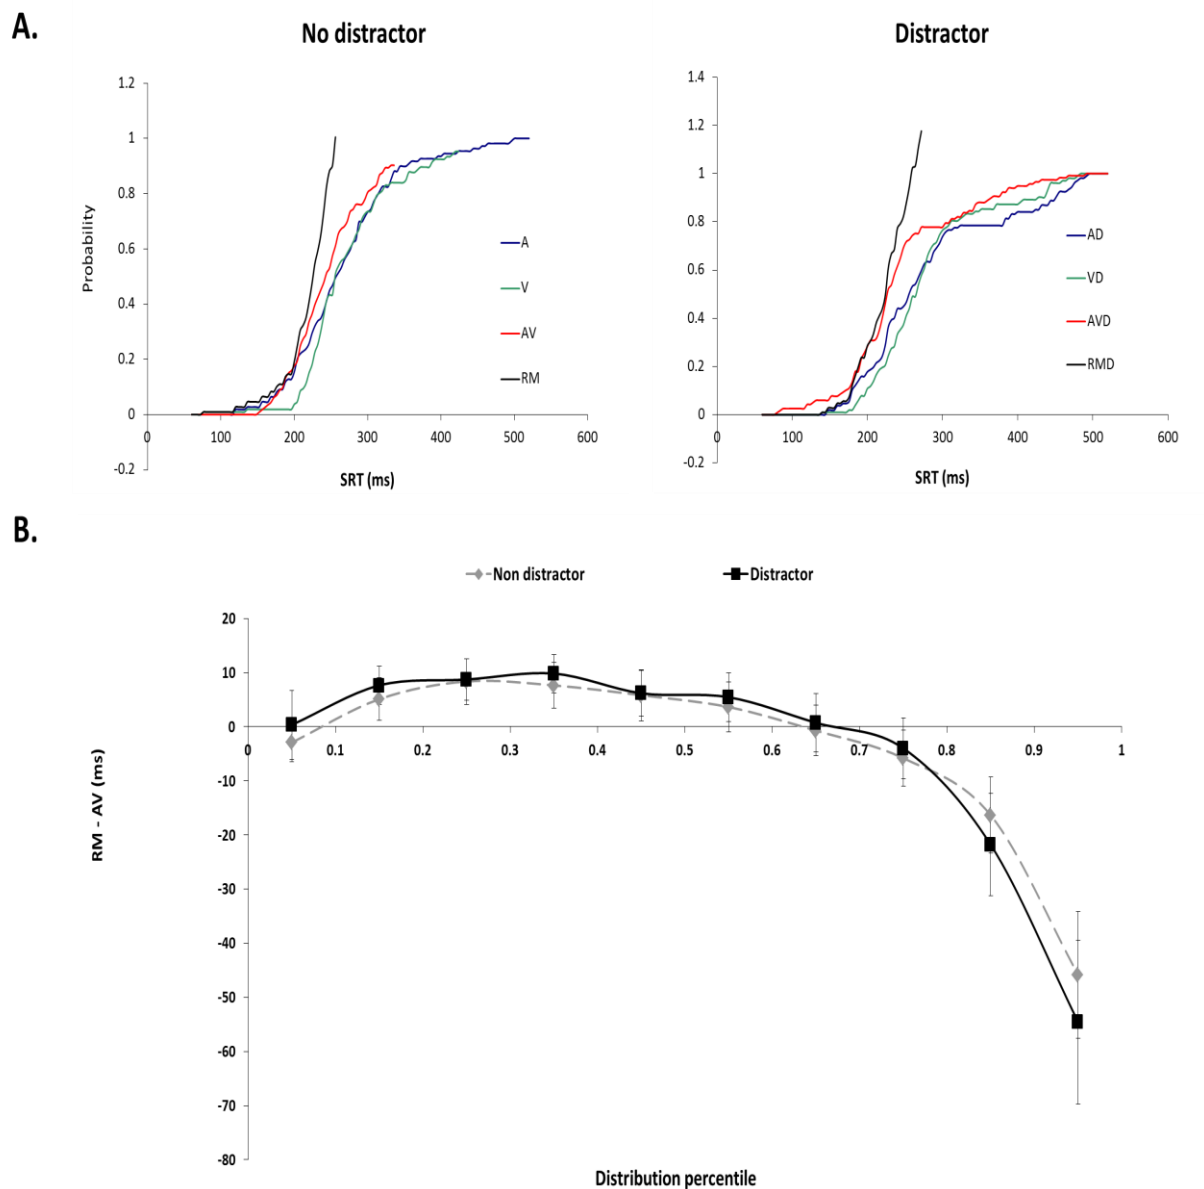 A.
No distractor
Distractor
1.2
1
0.8
0.6
0.4
0.2
0
-0.2
Probability
0 100 200 300 400 500 600
SRT (ms)
A
V
AV
RM
1.4
1.2
1
0.8
0.6
0.4
0.2
0
-0.2
0 100 200 300 400 500 600
SRT (ms)
AD
VD
AVD
RMD
B.
Non distractor Distractor
20
10
0
-10
-20
-30
-40
-50
-60
-70
-80
RM - AV (ms)
0 0.1 0.2 0.3 0.4 0.5 0.6 0.7 0.8 0.9 1
Distribution percentile